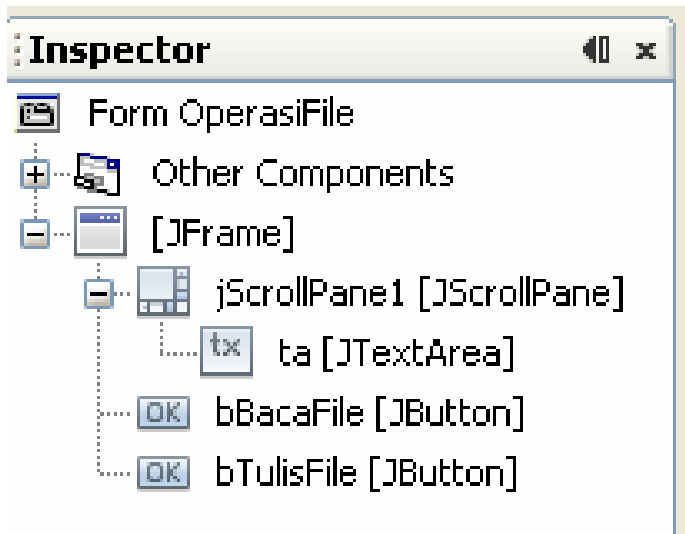 Inspector
Form OperasiFile
Other Components
[JFrame]
jScrollPane1 [JScrollPane]
tx ta [JTextArea]
OK bBacaFile [JButton]
OK bTulisFile [JButton]